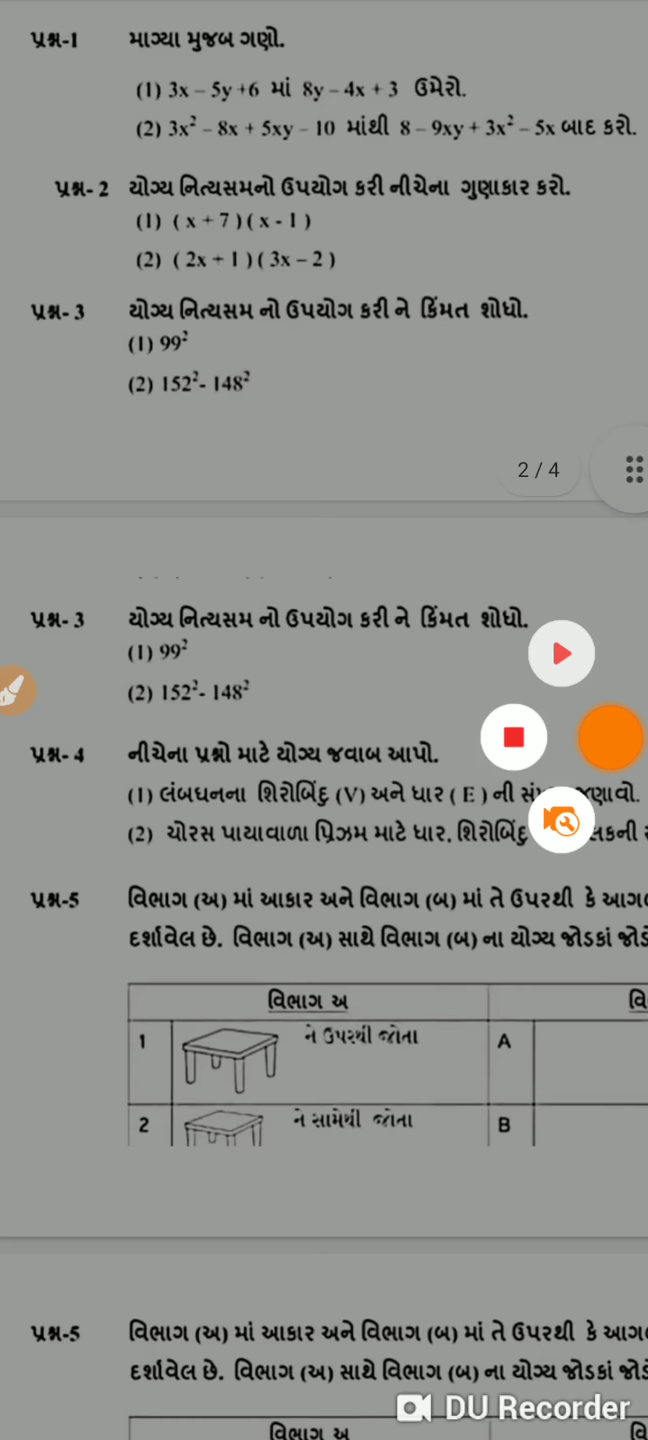 પ્રશ્ન-1 માગ્યા મુજબ ગણો.
(1) 3x – 5y +6 માં 8y – 4x + 3 ઉમેરો.
(2) 3x² – 8x + 5xy – 10 માંથી 8 – 9xy + 3x² – 5x બાદ કરો.
પ્રશ્ન- 2 યોગ્ય નિત્યસમનો ઉપયોગ કરી નીચેના ગુણાકાર કરો.
(1) ( x + 7 ) ( x - 1 )
(2) ( 2x + 1 ) ( 3x – 2 )
પ્રશ્ન- 3 યોગ્ય નિત્યસમ નો ઉપયોગ કરી ને કિંમત શોધો.
(1) 99²
(2) 152²- 148²
2 / 4
પ્રશ્ન- 3 યોગ્ય નિત્યસમ નો ઉપયોગ કરી ને કિંમત શોધો.
(1) 99²
(2) 152²- 148²
પ્રશ્ન- 4 નીચેના પ્રશ્નો માટે યોગ્ય જવાબ આપો.
(1) લંબઘનના શિરોબિંદુ (V) અને ધાર ( E ) ની
(2) ચોરસ પાયાવાળા પ્રિઝમ માટે ધાર, શિરોબિંદુ
પ્રશ્ન-5 વિભાગ (અ) માં આકાર અને વિભાગ (બ) માં તે ઉપરથી કે
દર્શાવેલ છે. વિભાગ (અ) સાથે વિભાગ (બ) ના યોગ્ય જોડકાં
વિભાગ અ
1 ને ઉપરથી જોતા A
2 ને સામેથી જોતા B
પ્રશ્ન-5 વિભાગ (અ) માં આકાર અને વિભાગ (બ) માં તે ઉપરથી કે
દર્શાવેલ છે. વિભાગ (અ) સાથે વિભાગ (બ) ના યોગ્ય જોડકાં
DU Recorder
વિભાગ અ